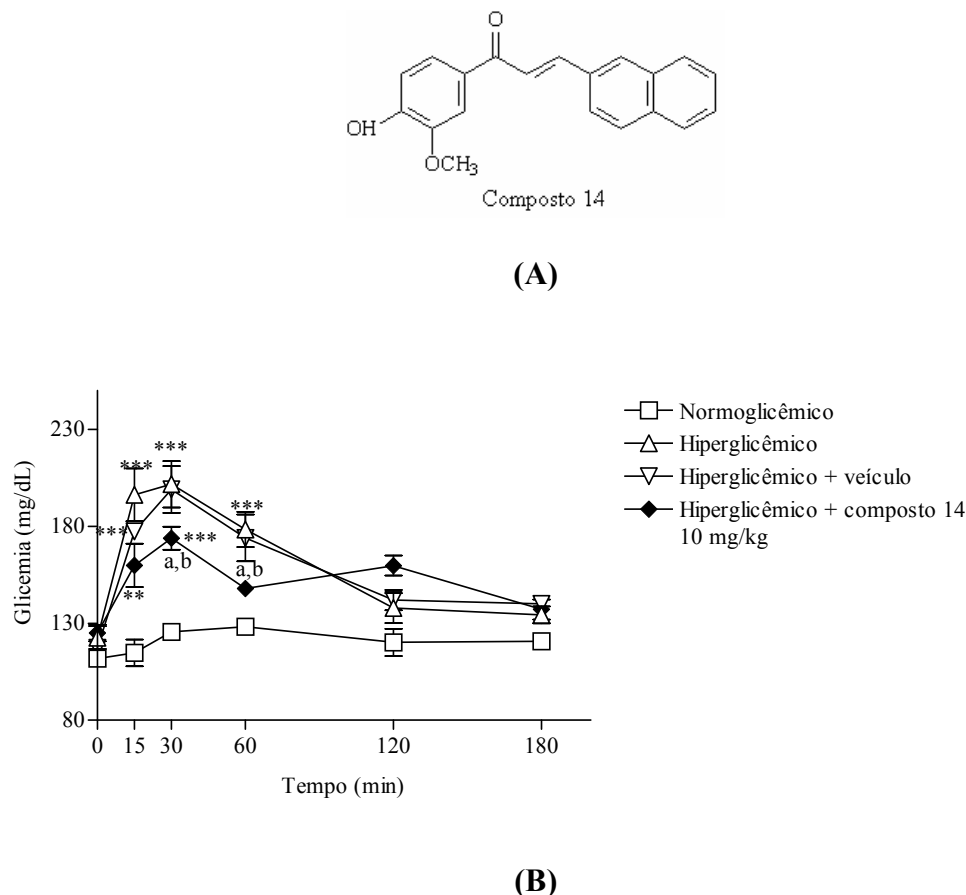 O
OH
OCH3
Composto 14
(A)
Glicemia (mg/dL)
230
180
130
80
***
***
***
***
***
**
a,b
a,b
0 15 30 60 120 180
Tempo (min)
Normoglicêmico
Hiperglicêmico
Hiperglicêmico + veículo
Hiperglicêmico + composto 14
10 mg/kg
(B)